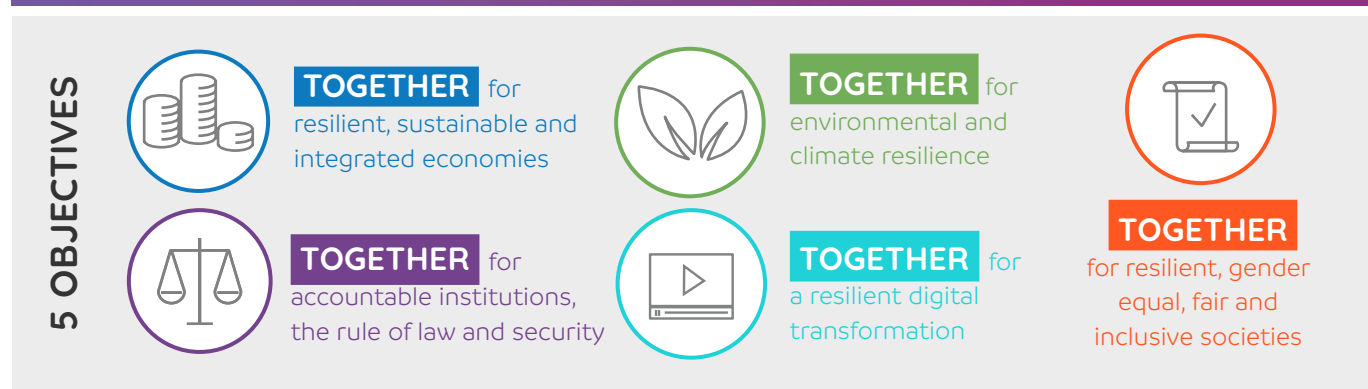 5 OBJECTIVES
TOGETHER for
resilient, sustainable and
integrated economies
TOGETHER for
accountable institutions,
the rule of law and security
TOGETHER for
environmental and
climate resilience
TOGETHER for
a resilient digital
transformation
TOGETHER
for resilient, gender
equal, fair and
inclusive societies